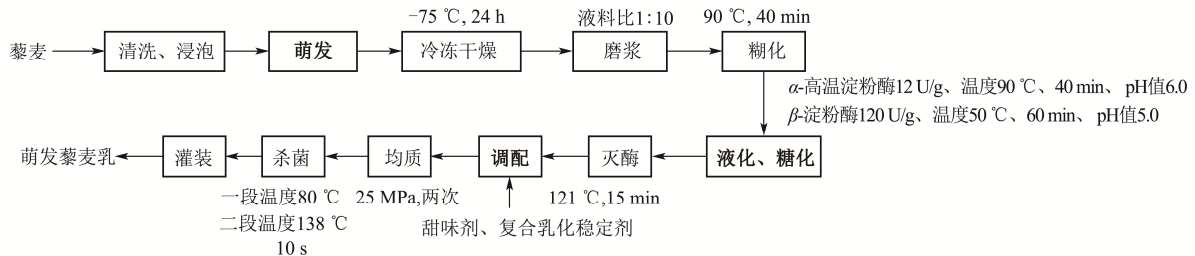 -75 ℃, 24 h
液料比1∶10
90 ℃, 40 min
藜麦
清洗、浸泡
萌发
冷冻干燥
磨浆
糊化
α-高温淀粉酶12 U/g、温度90 ℃、40 min、pH值6.0
β-淀粉酶120 U/g、温度50 ℃、60 min、pH值5.0
萌发藜麦乳
灌装
杀菌
均质
调配
灭酶
液化、糖化
一段温度80 ℃
二段温度138 ℃
10 s
25 MPa,两次
121 ℃,15 min
甜味剂、复合乳化稳定剂